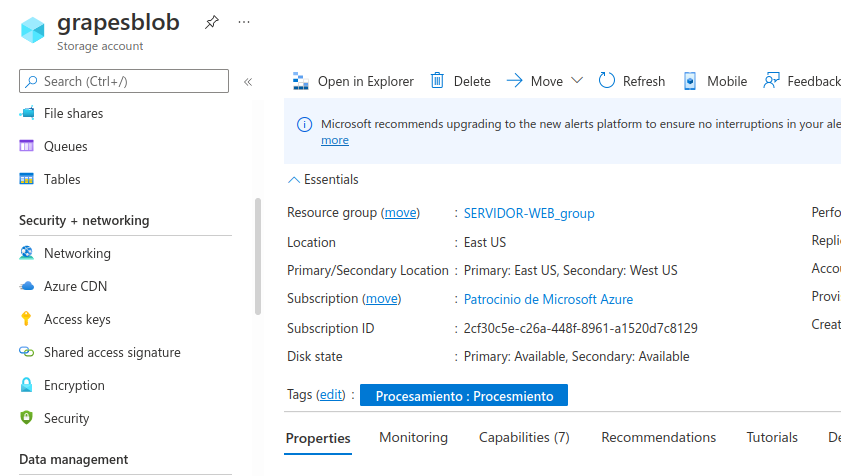 grapesblob
Storage account
Search (Ctrl+/)
File shares
Queues
Tables
Security + networking
Networking
Azure CDN
Access keys
Shared access signature
Encryption
Security
Data management
Open in Explorer Delete Move Refresh Mobile Feedback
Microsoft recommends upgrading to the new alerts platform to ensure no interruptions in your ale
more
Essentials
Resource group (move) : SERVIDOR-WEB_group
Location : East US
Primary/Secondary Location : Primary: East US, Secondary: West US
Subscription (move) : Patrocinio de Microsoft Azure
Subscription ID : 2cf30c5e-c26a-448f-8961-a1520d7c8129
Disk state : Primary: Available, Secondary: Available
Tags (edit) : Procesamiento : Procesmiento
Perfo
Replic
Accou
Provi
Creat
Properties Monitoring Capabilities (7) Recommendations Tutorials De